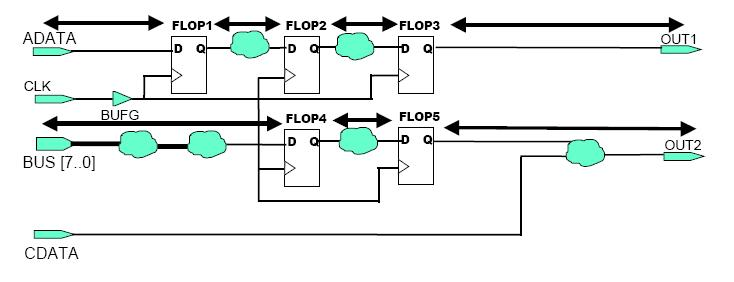 FLOP1 FLOP2 FLOP3
ADATA D Q D Q D Q OUT1
CLK
BUFG
FLOP4 FLOP5
BUS [7..0] D Q D Q OUT2
CDATA